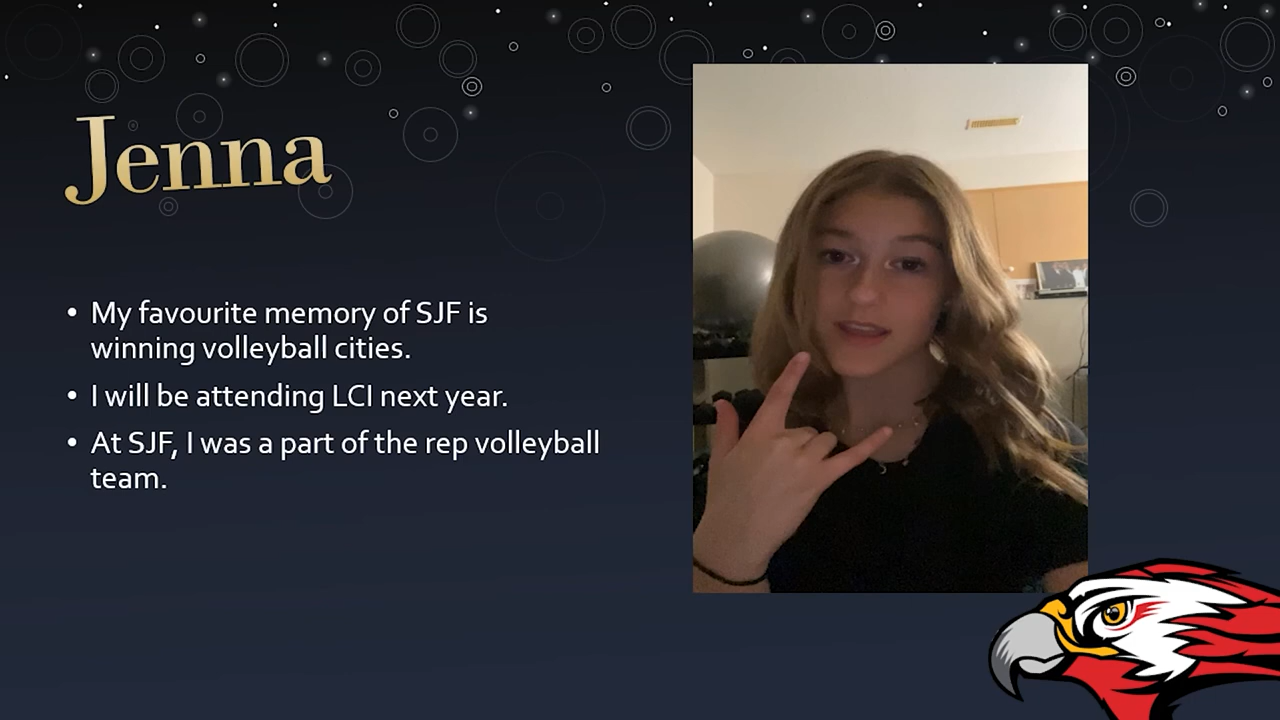 Jenna
• My favourite memory of SJF is
winning volleyball cities.
• I will be attending LCI next year.
• At SJF, I was a part of the rep volleyball
team.